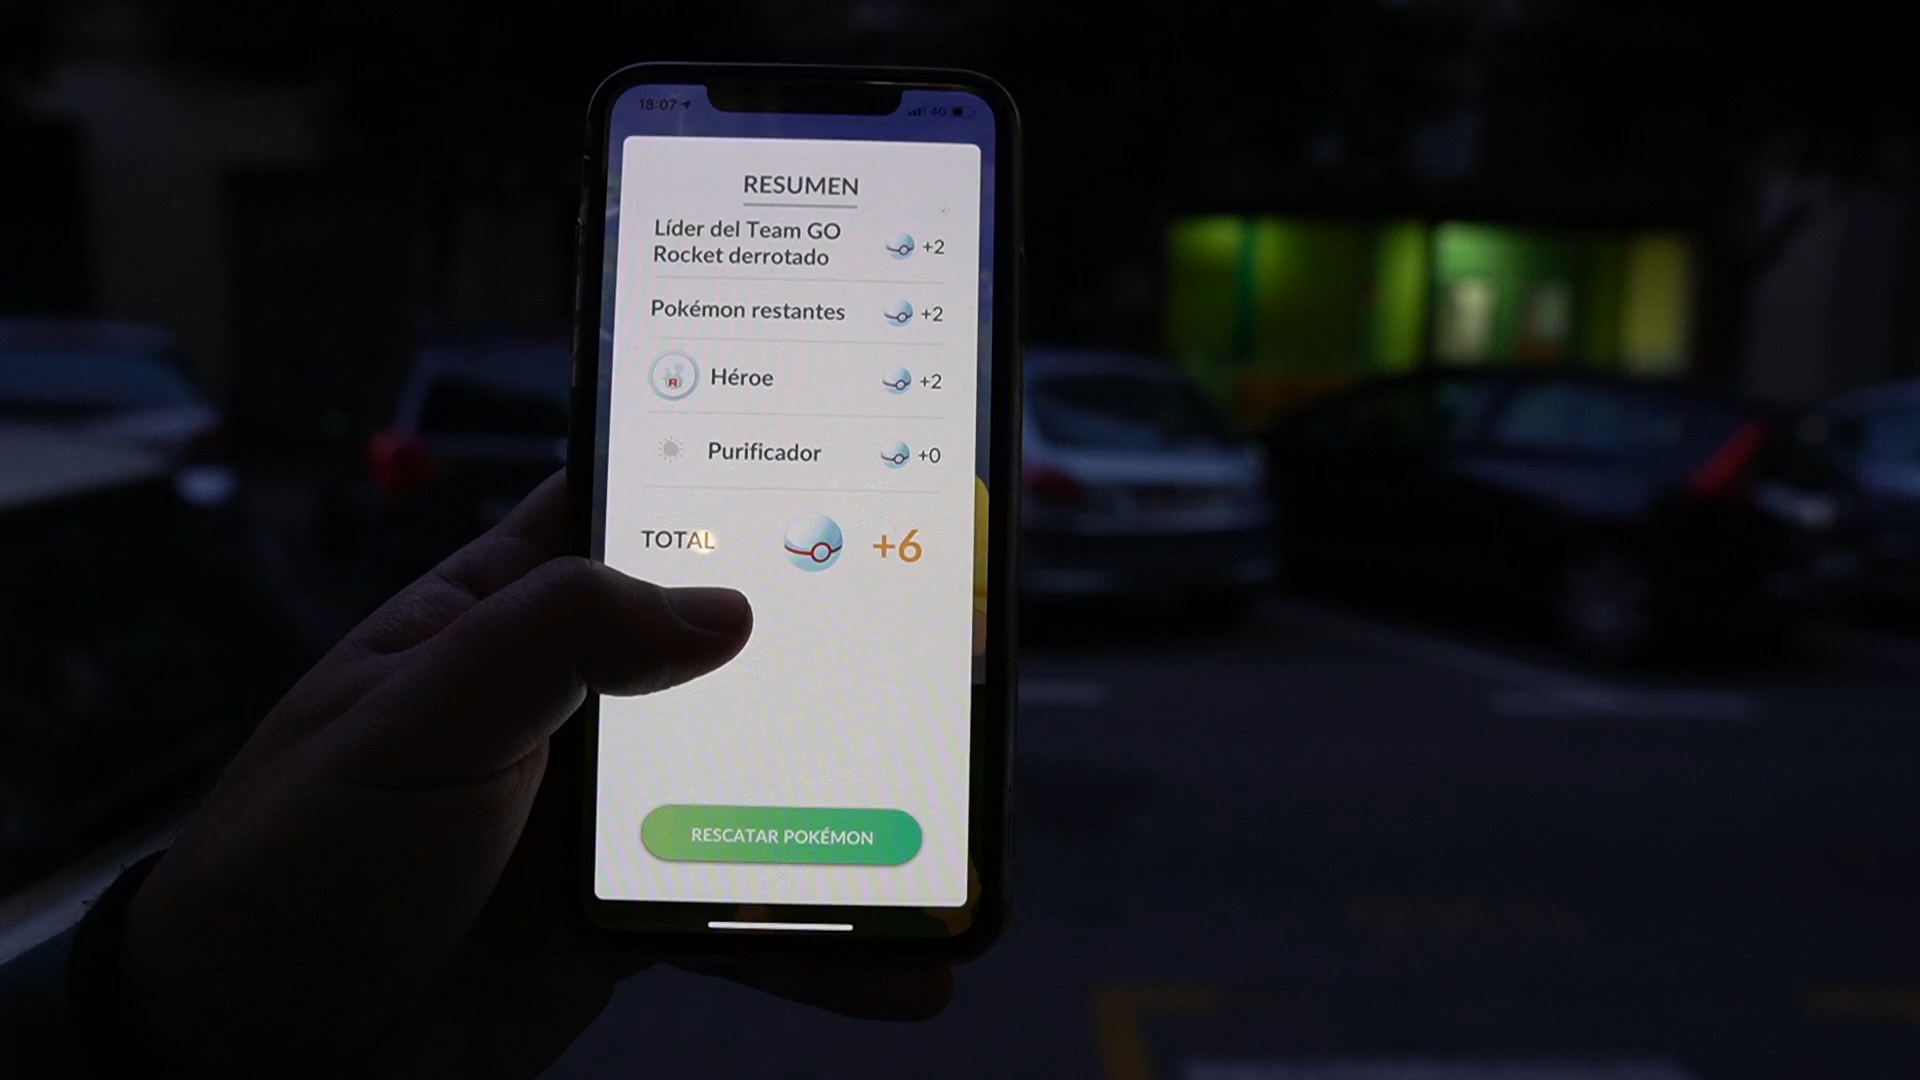 18:07
4G
RESUMEN
Líder del Team GO
Rocket derrotado
+2
Pokémon restantes
+2
R
Héroe
+2
Purificador
+0
TOTAL
+6
RESCATAR POKÉMON